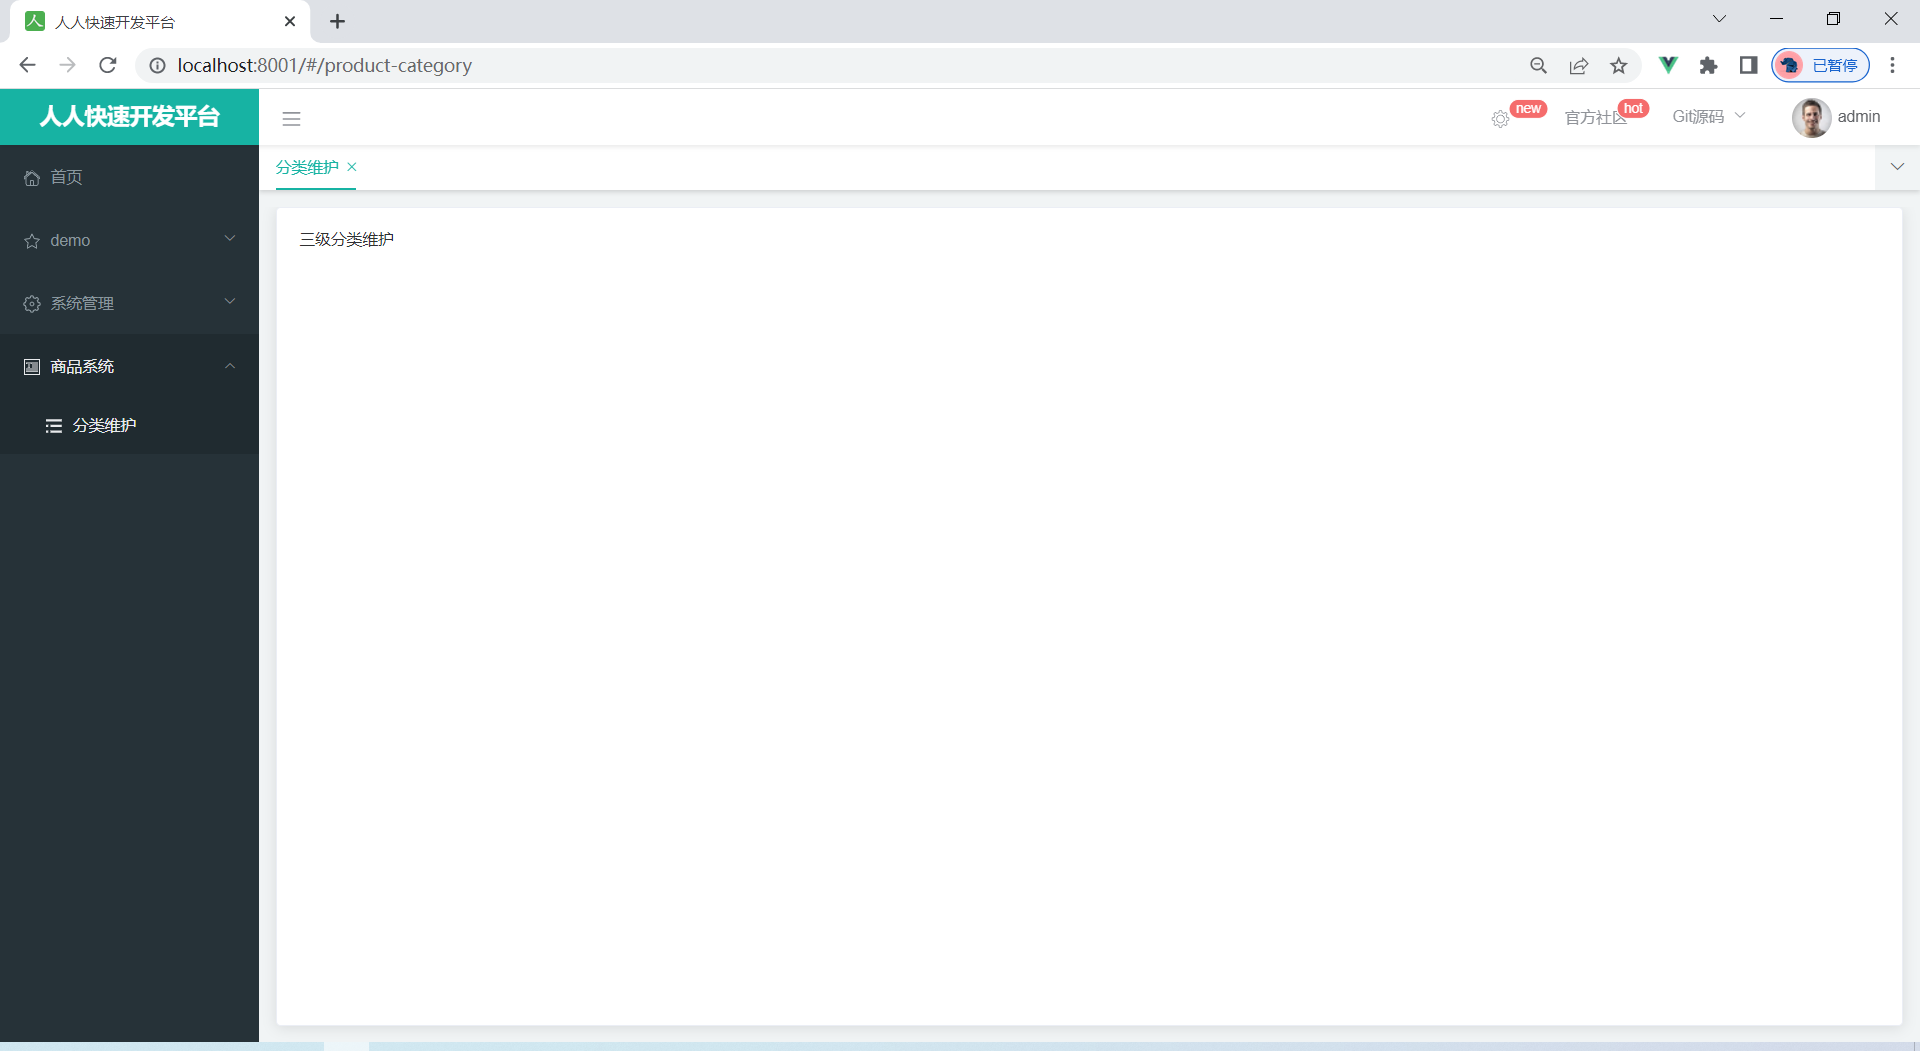 人人快速开发平台
localhost:8001/#/product-category
已暂停
人人快速开发平台
new
官方社区
hot
Git源码
admin
首页
demo
系统管理
商品系统
分类维护
分类维护
三级分类维护